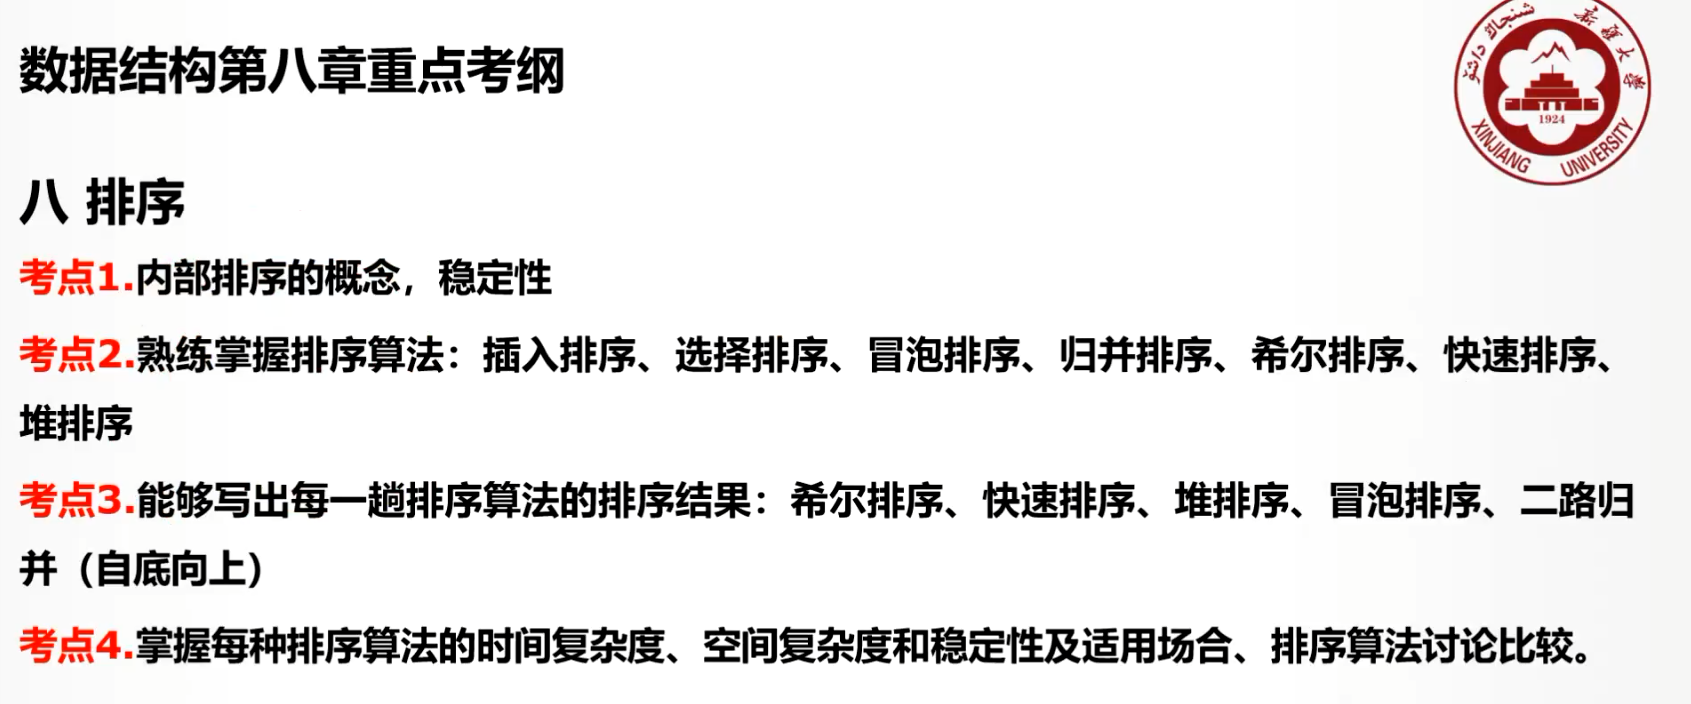 数据结构第八章重点考纲
شىنجاڭ داشۆ
新疆大学
1924
XINJIANG UNIVERSITY
八 排序
考点1.内部排序的概念，稳定性
考点2.熟练掌握排序算法：插入排序、选择排序、冒泡排序、归并排序、希尔排序、快速排序、
堆排序
考点3.能够写出每一趟排序算法的排序结果：希尔排序、快速排序、堆排序、冒泡排序、二路归
并（自底向上）
考点4.掌握每种排序算法的时间复杂度、空间复杂度和稳定性及适用场合、排序算法讨论比较。